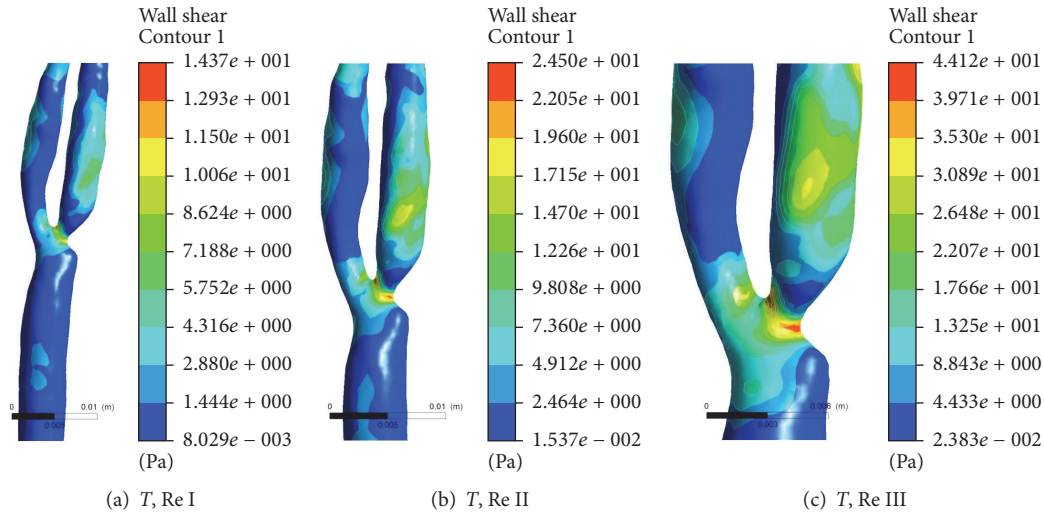 Wall shear
Contour 1
1.437e + 001
1.293e + 001
1.150e + 001
1.006e + 001
8.624e + 000
7.188e + 000
5.752e + 000
4.316e + 000
2.880e + 000
1.444e + 000
8.029e − 003
(Pa)
0 0.01 (m)
0.005
(a) T, Re I
Wall shear
Contour 1
2.450e + 001
2.205e + 001
1.960e + 001
1.715e + 001
1.470e + 001
1.226e + 001
9.808e + 000
7.360e + 000
4.912e + 000
2.464e + 000
1.537e − 002
(Pa)
0 0.01 (m)
0.005
(b) T, Re II
Wall shear
Contour 1
4.412e + 001
3.971e + 001
3.530e + 001
3.089e + 001
2.648e + 001
2.207e + 001
1.766e + 001
1.325e + 001
8.843e + 000
4.433e + 000
2.383e − 002
(Pa)
0 0.006 (m)
0.003
(c) T, Re III